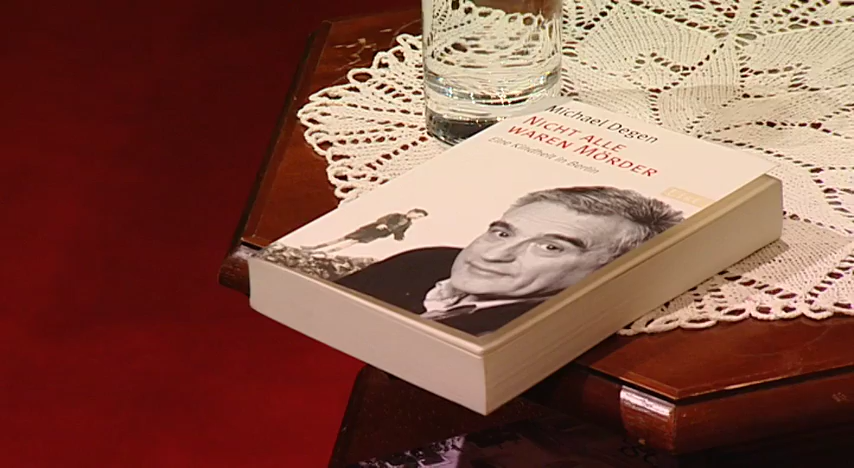 Michael Degen
NICHT ALLE
WAREN MÖRDER
Eine Kindheit in Berlin